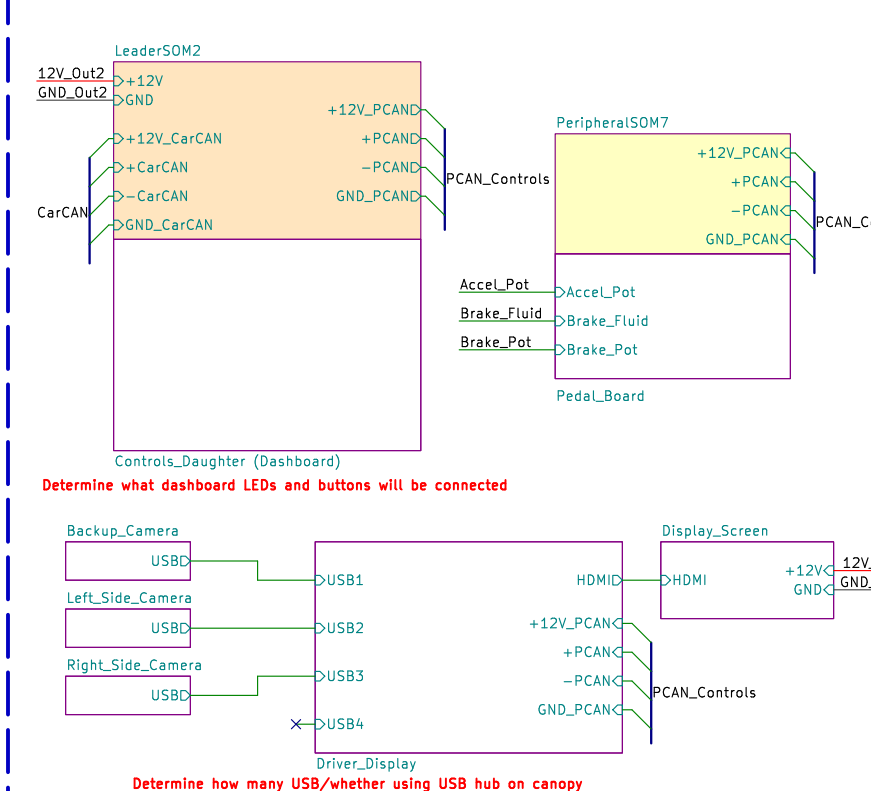 LeaderSOM2
12V_Out2
+12V
GND_Out2
GND
+12V_PCAN
+12V_CarCAN
+PCAN
+CarCAN
-PCAN
PCAN_Controls
-CarCAN
GND_PCAN
CarCAN
GND_CarCAN
Controls_Daughter (Dashboard)
Determine what dashboard LEDs and buttons will be connected
PeripheralSOM7
+12V_PCAN
+PCAN
-PCAN
PCAN_C
GND_PCAN
Accel_Pot
Accel_Pot
Brake_Fluid
Brake_Fluid
Brake_Pot
Brake_Pot
Pedal_Board
Backup_Camera
USB
USB1
Left_Side_Camera
USB
USB2
Right_Side_Camera
USB
USB3
USB4
HDMI
+12V_PCAN
+PCAN
-PCAN
PCAN_Controls
GND_PCAN
Driver_Display
Display_Screen
HDMI
+12V
12V_
GND
GND_
Determine how many USB/whether using USB hub on canopy